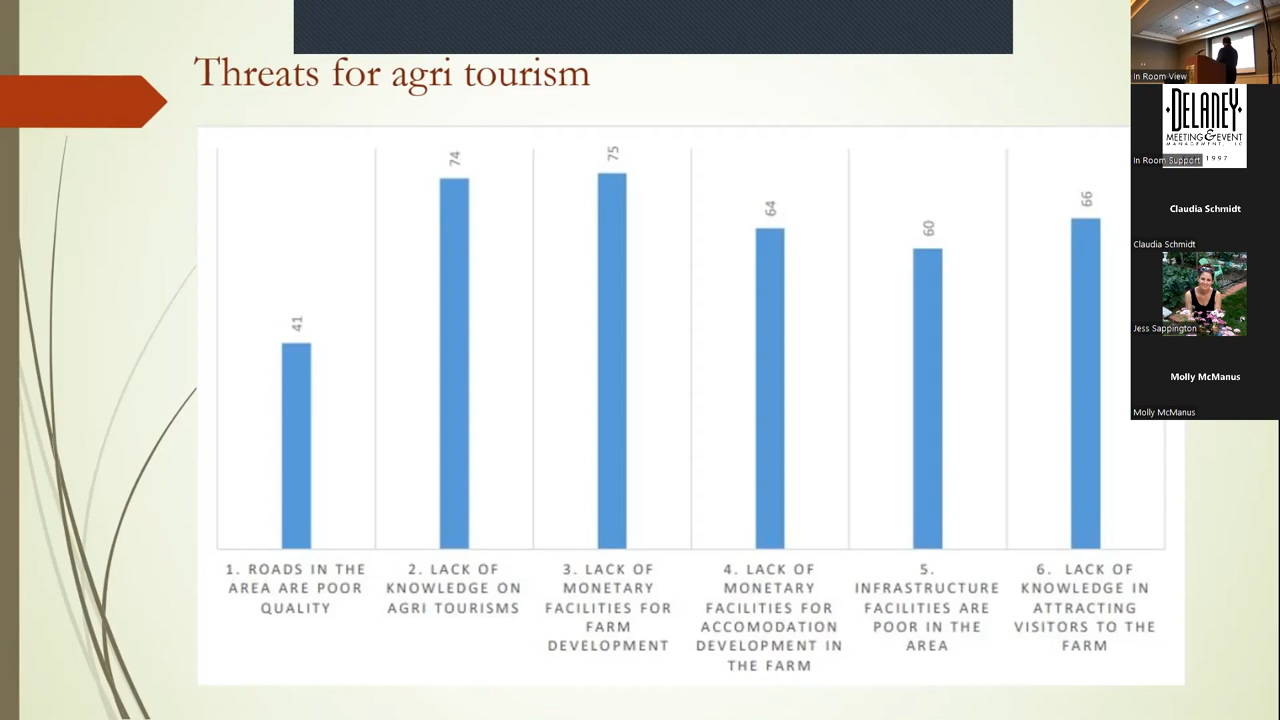 Threats for agri tourism
41
74
75
64
60
66
1. ROADS IN THE
AREA ARE POOR
QUALITY
2. LACK OF
KNOWLEDGE ON
AGRI TOURISMS
3. LACK OF
MONETARY
FACILITIES FOR
FARM
DEVELOPMENT
4. LACK OF
MONETARY
FACILITIES FOR
ACCOMODATION
DEVELOPMENT IN
THE FARM
5.
INFRASTRUCTURE
FACILITIES ARE
POOR IN THE
AREA
6. LACK OF
KNOWLEDGE IN
ATTRACTING
VISITORS TO THE
FARM
In Room View
DELANEY
MEETING & EVENT
MANAGEMENT, LLC
1997
In Room Support
Claudia Schmidt
Claudia Schmidt
Jess Sappington
Molly McManus
Molly McManus